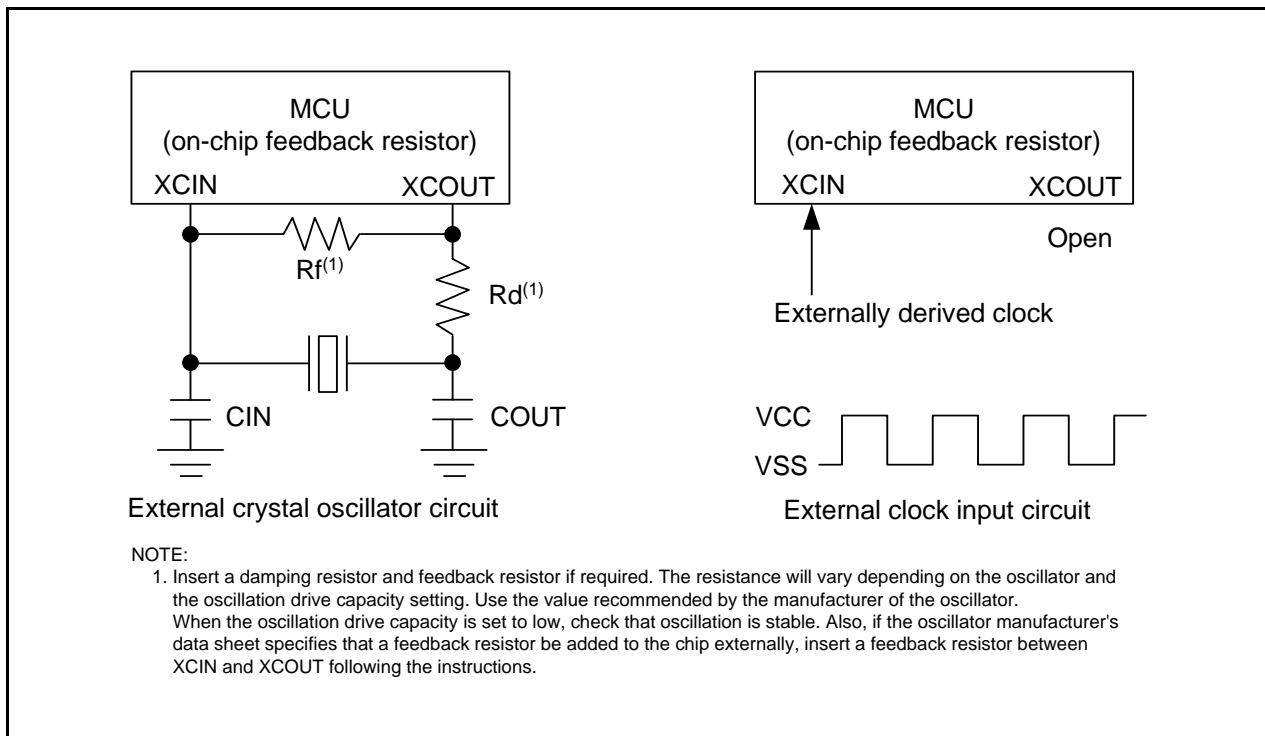 MCU
(on-chip feedback resistor)
XCIN
XCOUT
Rf(1)
Rd(1)
CIN
COUT
External crystal oscillator circuit
MCU
(on-chip feedback resistor)
XCIN
XCOUT
Open
Externally derived clock
VCC
VSS
External clock input circuit
NOTE:
1. Insert a damping resistor and feedback resistor if required. The resistance will vary depending on the oscillator and
the oscillation drive capacity setting. Use the value recommended by the manufacturer of the oscillator.
When the oscillation drive capacity is set to low, check that oscillation is stable. Also, if the oscillator manufacturer's
data sheet specifies that a feedback resistor be added to the chip externally, insert a feedback resistor between
XCIN and XCOUT following the instructions.